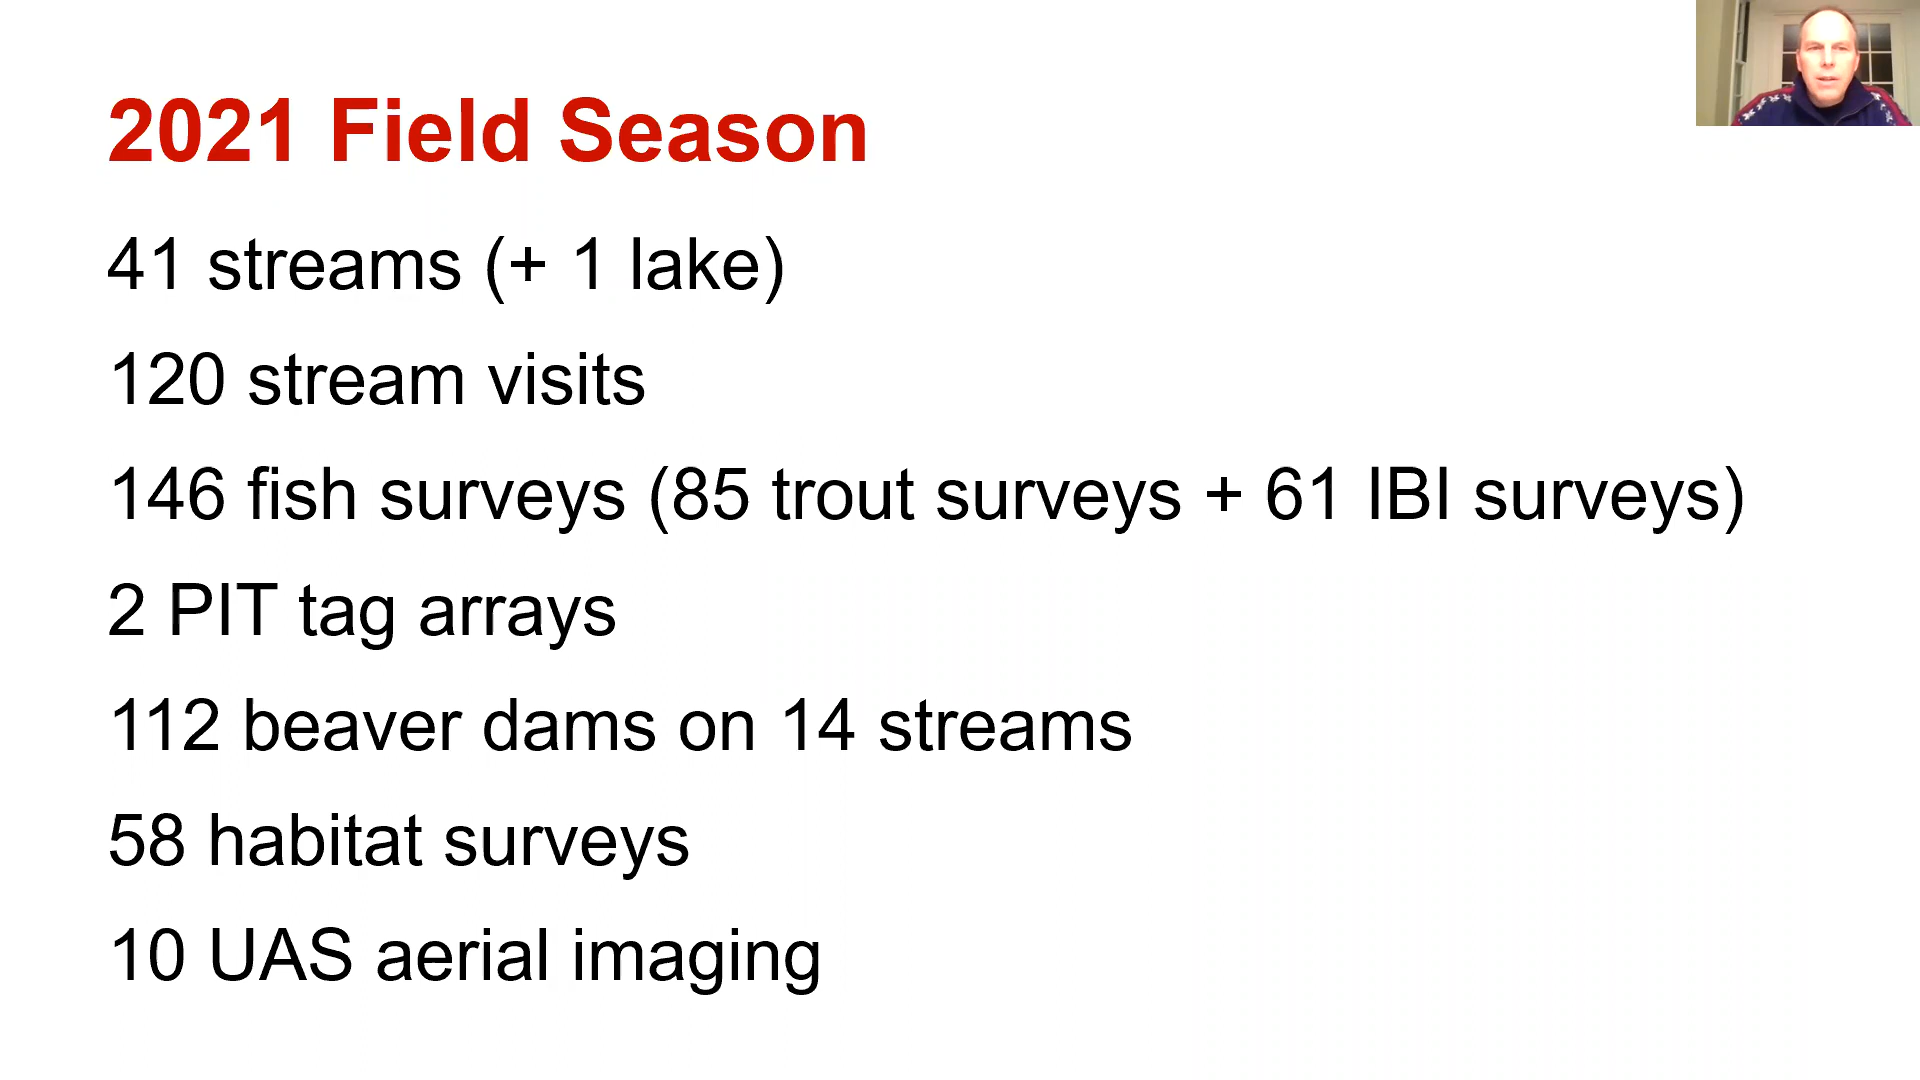 2021 Field Season
41 streams (+ 1 lake)
120 stream visits
146 fish surveys (85 trout surveys + 61 IBI surveys)
2 PIT tag arrays
112 beaver dams on 14 streams
58 habitat surveys
10 UAS aerial imaging